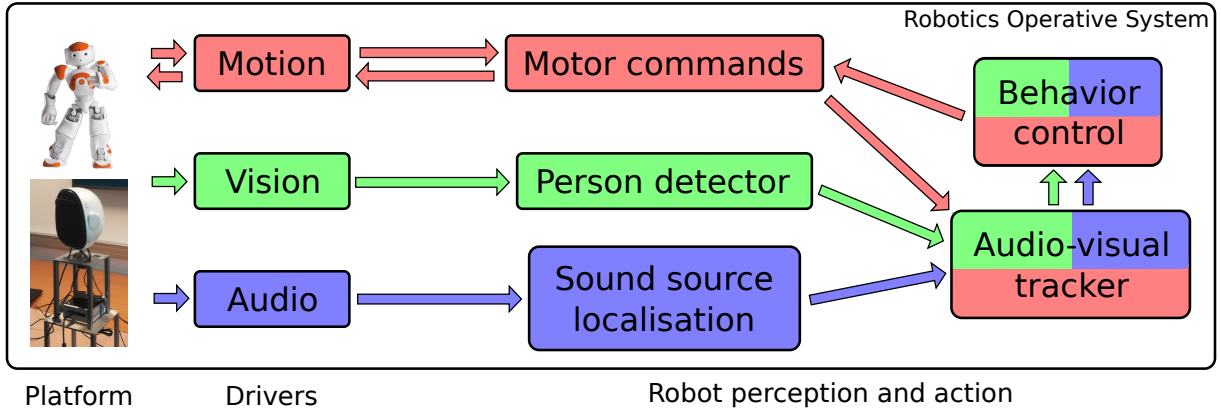 Robotics Operative System
Motion
Motor commands
Behavior
control
Vision
Person detector
Audio-visual
tracker
Audio
Sound source
localisation
Platform
Drivers
Robot perception and action